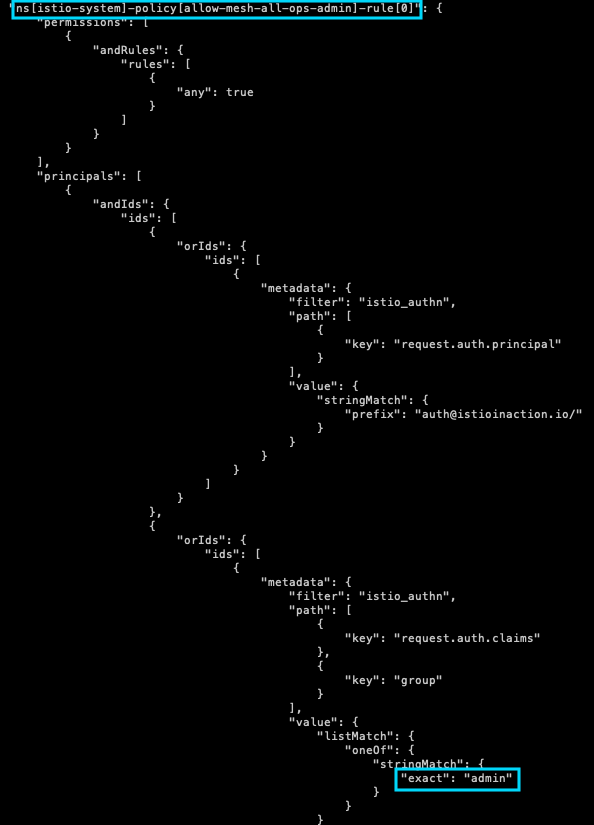 "ns[istio-system]-policy[allow-mesh-all-ops-admin]-rule[0]": {
    "permissions": [
        {
            "andRules": {
                "rules": [
                    {
                        "any": true
                    }
                ]
            }
        }
    ],
    "principals": [
        {
            "andIds": {
                "ids": [
                    {
                        "orIds": {
                            "ids": [
                                {
                                    "metadata": {
                                        "filter": "istio_authn",
                                        "path": [
                                            {
                                                "key": "request.auth.principal"
                                            }
                                        ],
                                        "value": {
                                            "stringMatch": {
                                                "prefix": "auth@istioinaction.io/"
                                            }
                                        }
                                    }
                                }
                            ]
                        }
                    },
                    {
                        "orIds": {
                            "ids": [
                                {
                                    "metadata": {
                                        "filter": "istio_authn",
                                        "path": [
                                            {
                                                "key": "request.auth.claims"
                                            },
                                            {
                                                "key": "group"
                                            }
                                        ],
                                        "value": {
                                            "listMatch": {
                                                "oneOf": {
                                                    "stringMatch": {
                                                        "exact": "admin"
                                                    }
                                                }
                                            }